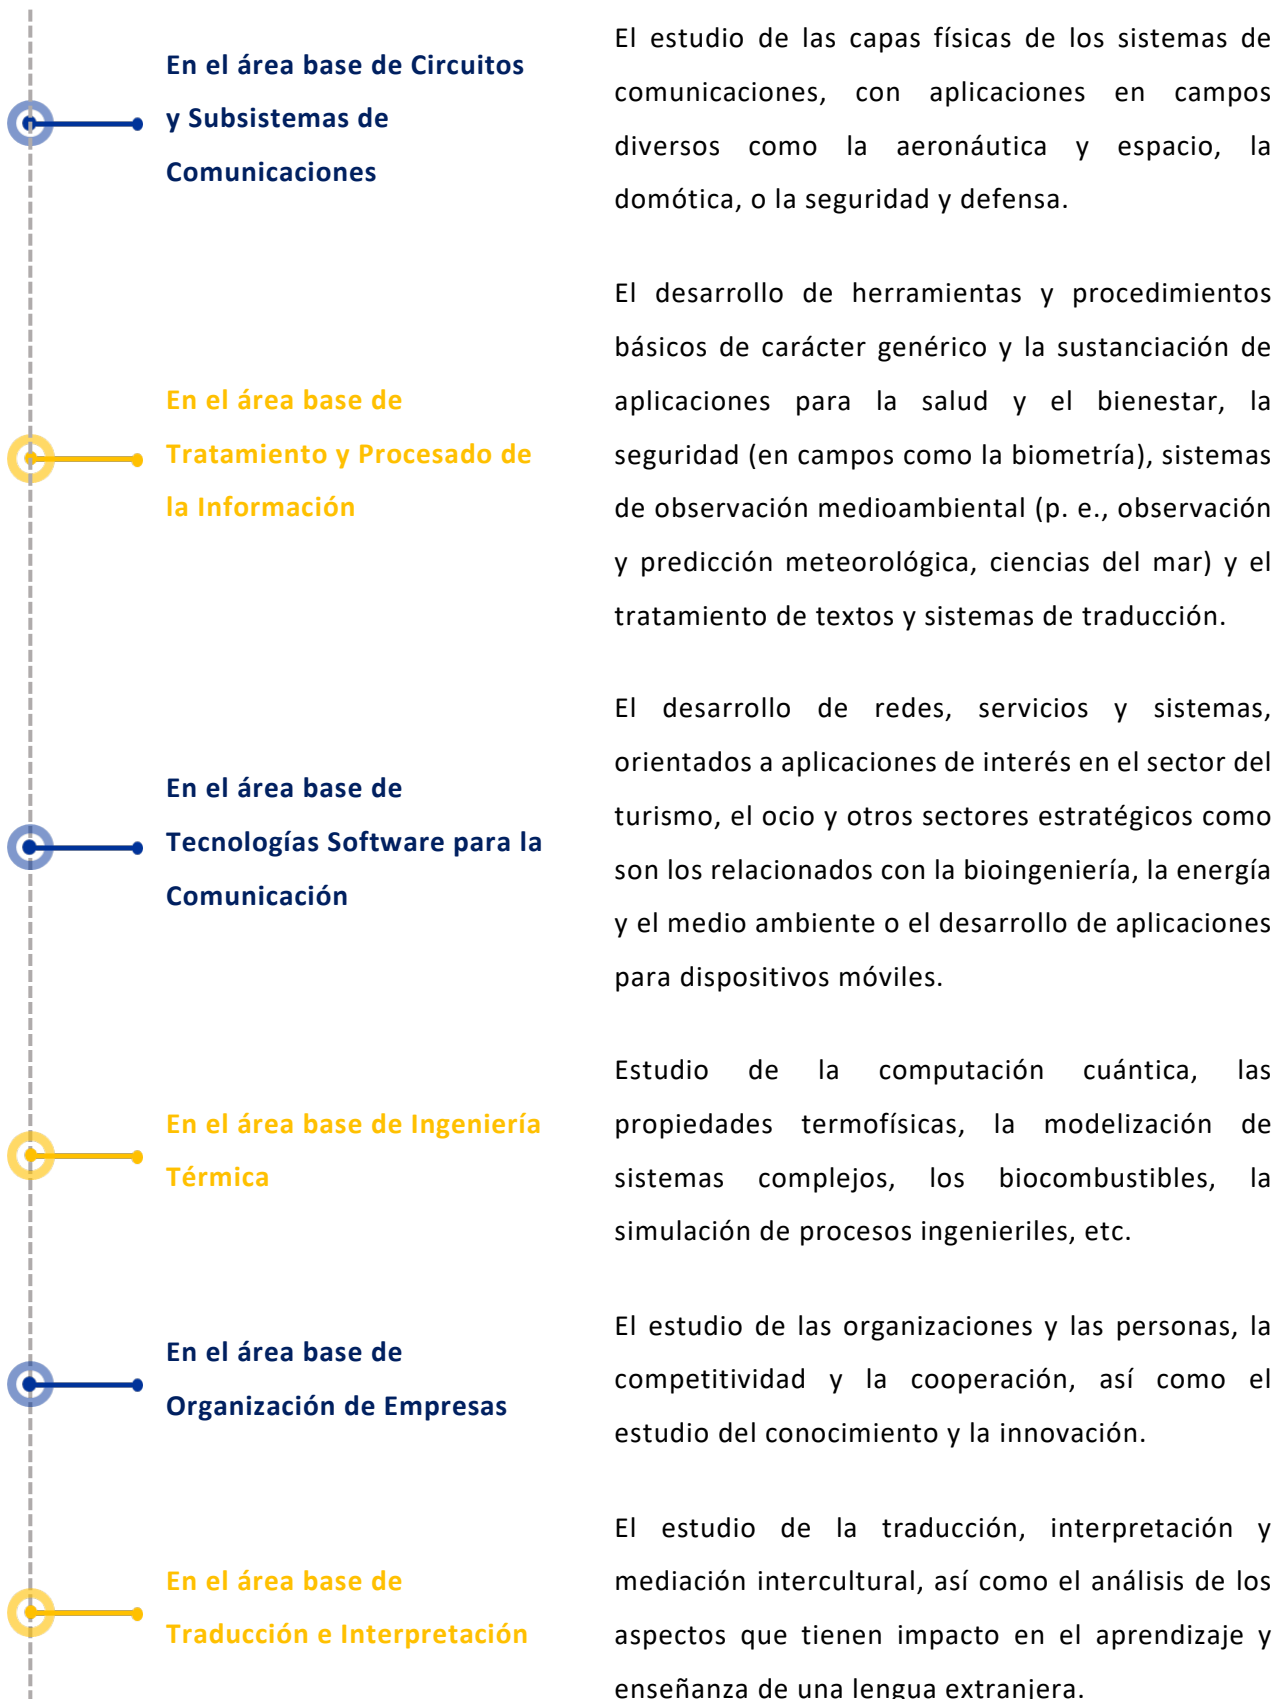 En el área base de Circuitos
y Subsistemas de
Comunicaciones
El estudio de las capas físicas de los sistemas de
comunicaciones, con aplicaciones en campos
diversos como la aeronáutica y espacio, la
domótica, o la seguridad y defensa.
En el área base de
Tratamiento y Procesado de
la Información
El desarrollo de herramientas y procedimientos
básicos de carácter genérico y la sustanciación de
aplicaciones para la salud y el bienestar, la
seguridad (en campos como la biometría), sistemas
de observación medioambiental (p. e., observación
y predicción meteorológica, ciencias del mar) y el
tratamiento de textos y sistemas de traducción.
En el área base de
Tecnologías Software para la
Comunicación
El desarrollo de redes, servicios y sistemas,
orientados a aplicaciones de interés en el sector del
turismo, el ocio y otros sectores estratégicos como
son los relacionados con la bioingeniería, la energía
y el medio ambiente o el desarrollo de aplicaciones
para dispositivos móviles.
En el área base de Ingeniería
Térmica
Estudio de la computación cuántica, las
propiedades termofísicas, la modelización de
sistemas complejos, los biocombustibles, la
simulación de procesos ingenieriles, etc.
En el área base de
Organización de Empresas
El estudio de las organizaciones y las personas, la
competitividad y la cooperación, así como el
estudio del conocimiento y la innovación.
En el área base de
Traducción e Interpretación
El estudio de la traducción, interpretación y
mediación intercultural, así como el análisis de los
aspectos que tienen impacto en el aprendizaje y
enseñanza de una lengua extranjera.